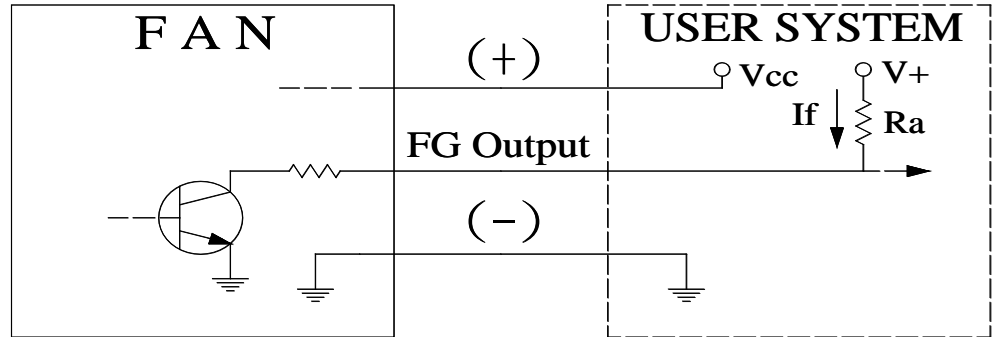 F A N
USER SYSTEM
(+)
Vcc
V+
If
Ra
FG Output
(-)